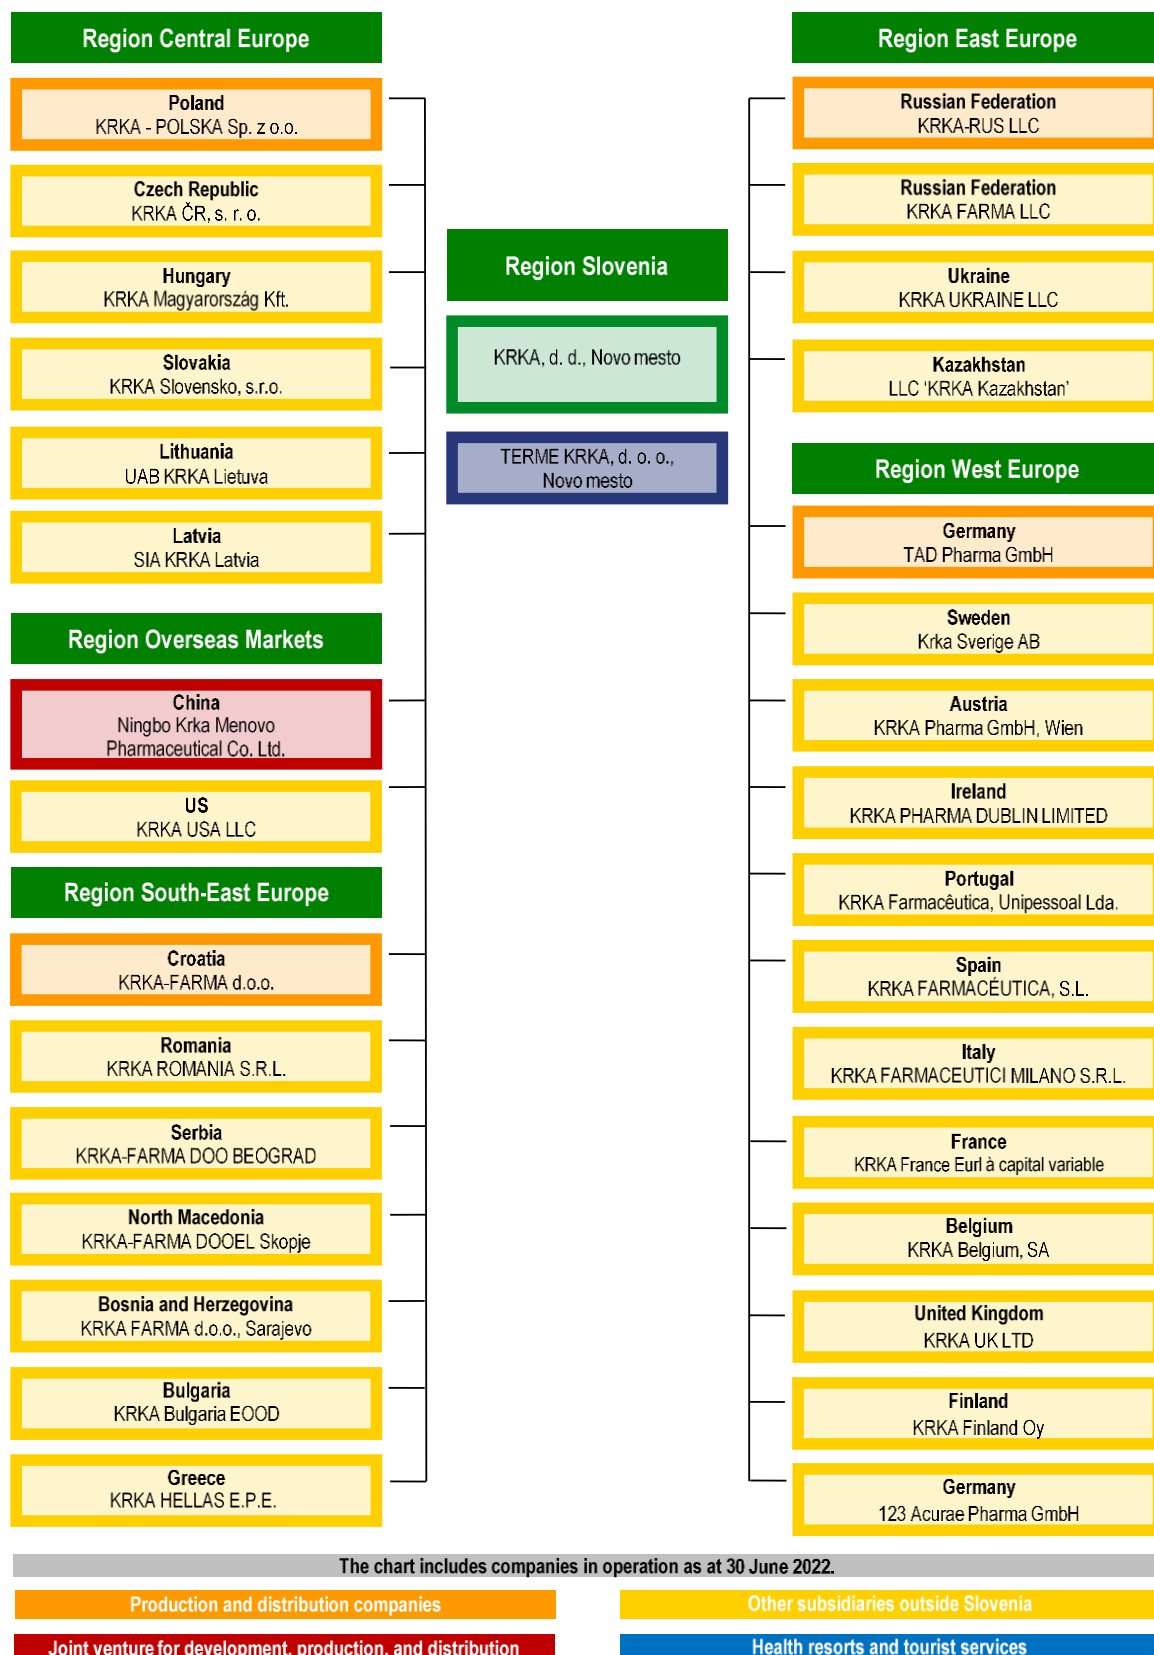 Region Central Europe
Poland
KRKA - POLSKA Sp. z o.o.
Czech Republic
KRKA ČR, s. r. o.
Hungary
KRKA Magyarország Kft.
Slovakia
KRKA Slovensko, s.r.o.
Lithuania
UAB KRKA Lietuva
Latvia
SIA KRKA Latvia
Region Overseas Markets
China
Ningbo Krka Menovo
Pharmaceutical Co. Ltd.
US
KRKA USA LLC
Region South-East Europe
Croatia
KRKA-FARMA d.o.o.
Romania
KRKA ROMANIA S.R.L.
Serbia
KRKA-FARMA DOO BEOGRAD
North Macedonia
KRKA-FARMA DOOEL Skopje
Bosnia and Herzegovina
KRKA FARMA d.o.o., Sarajevo
Bulgaria
KRKA Bulgaria EOOD
Greece
KRKA HELLAS E.P.E.
Region Slovenia
KRKA, d. d., Novo mesto
TERME KRKA, d. o. o.,
Novo mesto
Region East Europe
Russian Federation
KRKA-RUS LLC
Russian Federation
KRKA FARMA LLC
Ukraine
KRKA UKRAINE LLC
Kazakhstan
LLC ‘KRKA Kazakhstan’
Region West Europe
Germany
TAD Pharma GmbH
Sweden
Krka Sverige AB
Austria
KRKA Pharma GmbH, Wien
Ireland
KRKA PHARMA DUBLIN LIMITED
Portugal
KRKA Farmacêutica, Unipessoal Lda.
Spain
KRKA FARMACÉUTICA, S.L.
Italy
KRKA FARMACEUTICI MILANO S.R.L.
France
KRKA France Eurl à capital variable
Belgium
KRKA Belgium, SA
United Kingdom
KRKA UK LTD
Finland
KRKA Finland Oy
Germany
123 Acurae Pharma GmbH
The chart includes companies in operation as at 30 June 2022.
Production and distribution companies
Other subsidiaries outside Slovenia
Joint venture for development, production, and distribution
Health resorts and tourist services